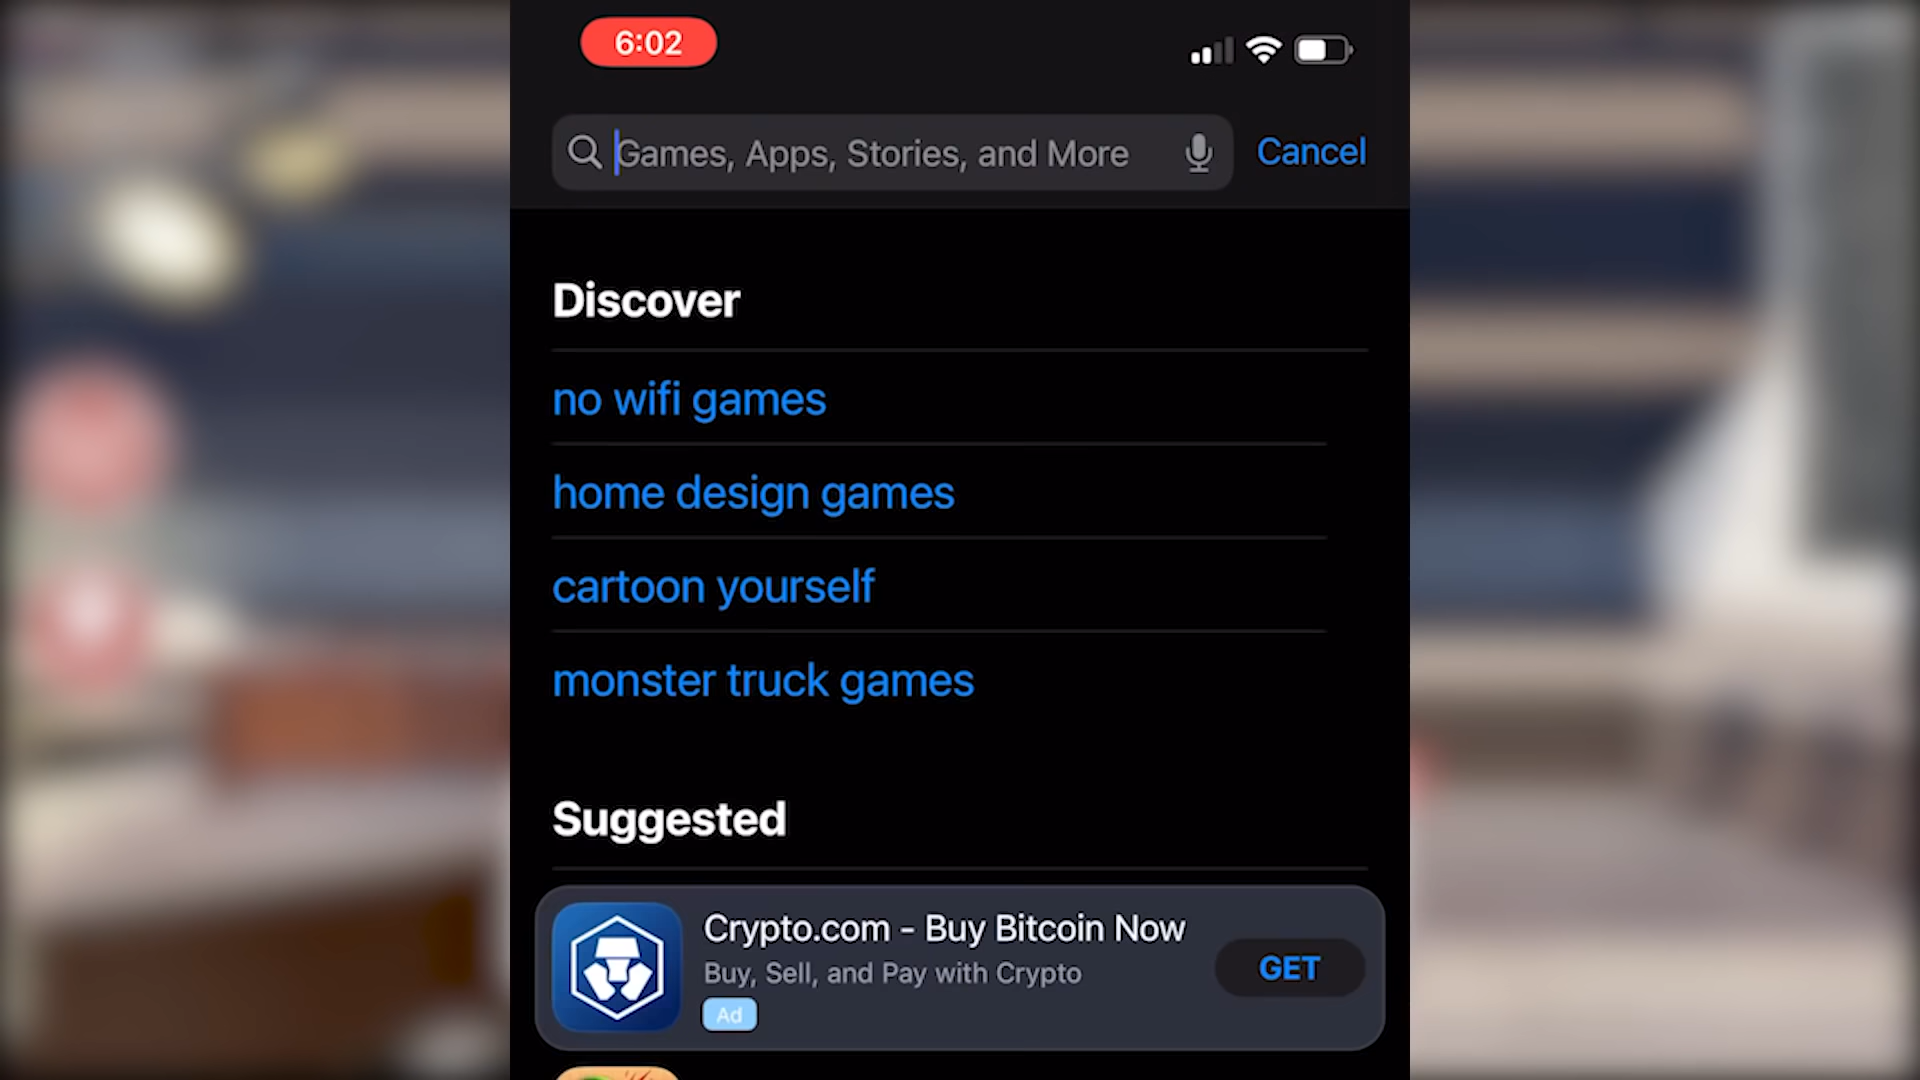 6:02
Games, Apps, Stories, and More
Cancel
Discover
no wifi games
home design games
cartoon yourself
monster truck games
Suggested
Crypto.com - Buy Bitcoin Now
Buy, Sell, and Pay with Crypto
GET
Ad